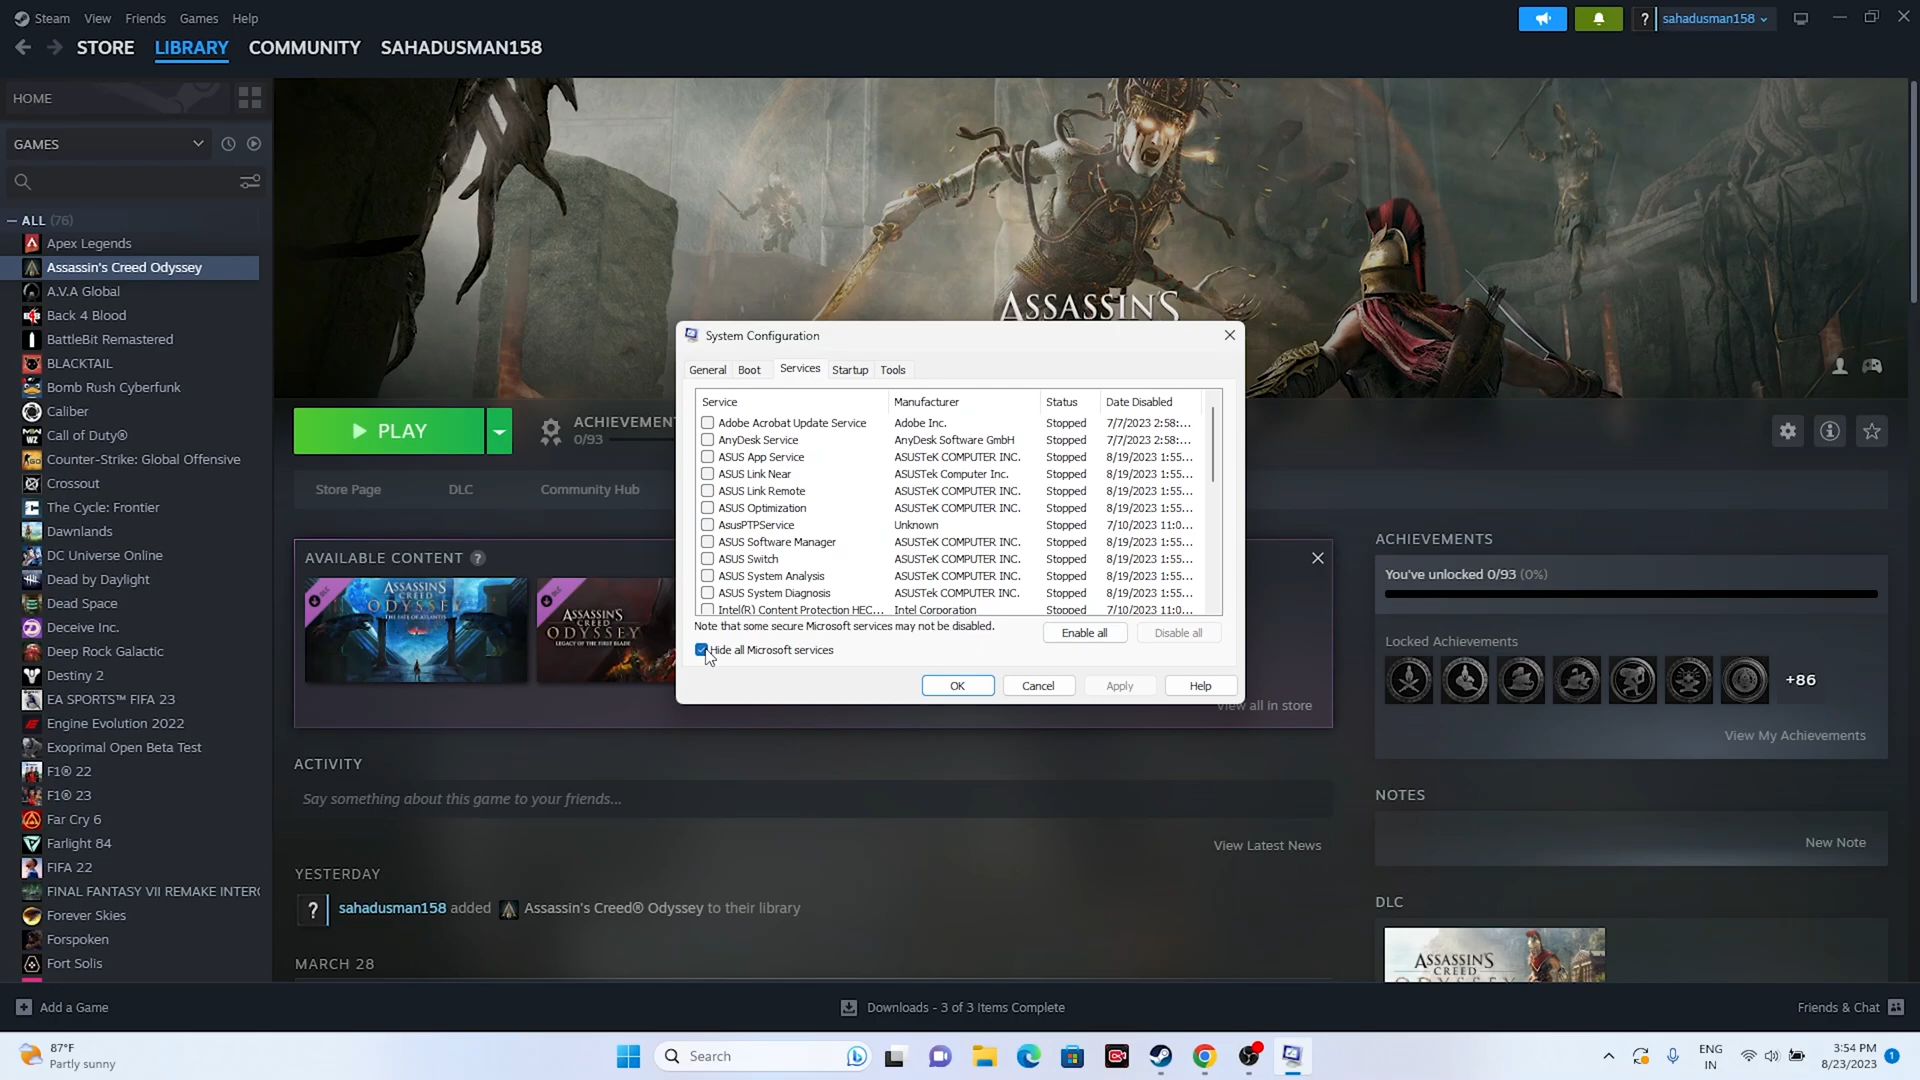 Steam View Friends Games Help
sahadusman158
STORE LIBRARY COMMUNITY SAHADUSMAN158
HOME
GAMES
ALL (76)
Apex Legends
Assassin's Creed Odyssey
A.V.A Global
Back 4 Blood
BattleBit Remastered
BLACKTAIL
Bomb Rush Cyberfunk
Caliber
Call of Duty®
Counter-Strike: Global Offensive
Crossout
The Cycle: Frontier
Dawnlands
DC Universe Online
Dead by Daylight
Dead Space
Deceive Inc.
Deep Rock Galactic
Destiny 2
EA SPORTS™ FIFA 23
Engine Evolution 2022
Exoprimal Open Beta Test
F1® 22
F1® 23
Far Cry 6
Farlight 84
FIFA 22
FINAL FANTASY VII REMAKE INTERG
Forever Skies
Forspoken
Fort Solis
ASSASSIN'S
PLAY
ACHIEVEMEN
0/93
Store Page DLC Community Hub
AVAILABLE CONTENT ?
ASSASSIN'S
CREED ODYSSEY
THE FATE OF ATLANTIS
ASSASSIN'S CREED
ODYSSEY
LEGACY OF THE FIRST BLADE
View all in store
System Configuration
General Boot Services Startup Tools
Service Manufacturer Status Date Disabled
Adobe Acrobat Update Service Adobe Inc. Stopped 7/7/2023 2:58:...
AnyDesk Service AnyDesk Software GmbH Stopped 7/7/2023 2:58:...
ASUS App Service ASUSTeK COMPUTER INC. Stopped 8/19/2023 1:55...
ASUS Link Near ASUSTeK Computer Inc. Stopped 8/19/2023 1:55...
ASUS Link Remote ASUSTeK COMPUTER INC. Stopped 8/19/2023 1:55...
ASUS Optimization ASUSTeK COMPUTER INC. Stopped 8/19/2023 1:55...
AsusPTPService Unknown Stopped 7/10/2023 11:0...
ASUS Software Manager ASUSTeK COMPUTER INC. Stopped 8/19/2023 1:55...
ASUS Switch ASUSTeK COMPUTER INC. Stopped 8/19/2023 1:55...
ASUS System Analysis ASUSTeK COMPUTER INC. Stopped 8/19/2023 1:55...
ASUS System Diagnosis ASUSTeK COMPUTER INC. Stopped 8/19/2023 1:55...
Intel(R) Content Protection HEC... Intel Corporation Stopped 7/10/2023 11:0...
Note that some secure Microsoft services may not be disabled.
Enable all Disable all
Hide all Microsoft services
OK Cancel Apply Help
ACHIEVEMENTS
You've unlocked 0/93 (0%)
Locked Achievements
+86
View My Achievements
ACTIVITY
Say something about this game to your friends...
View Latest News
YESTERDAY
? sahadusman158 added Assassin's Creed® Odyssey to their library
MARCH 28
NOTES
New Note
DLC
ASSASSIN'S
CREED
ODYSSEY
Add a Game
Downloads - 3 of 3 Items Complete
Friends & Chat
87°F
Partly sunny
Search
ENG
IN
3:54 PM
8/23/2023
1